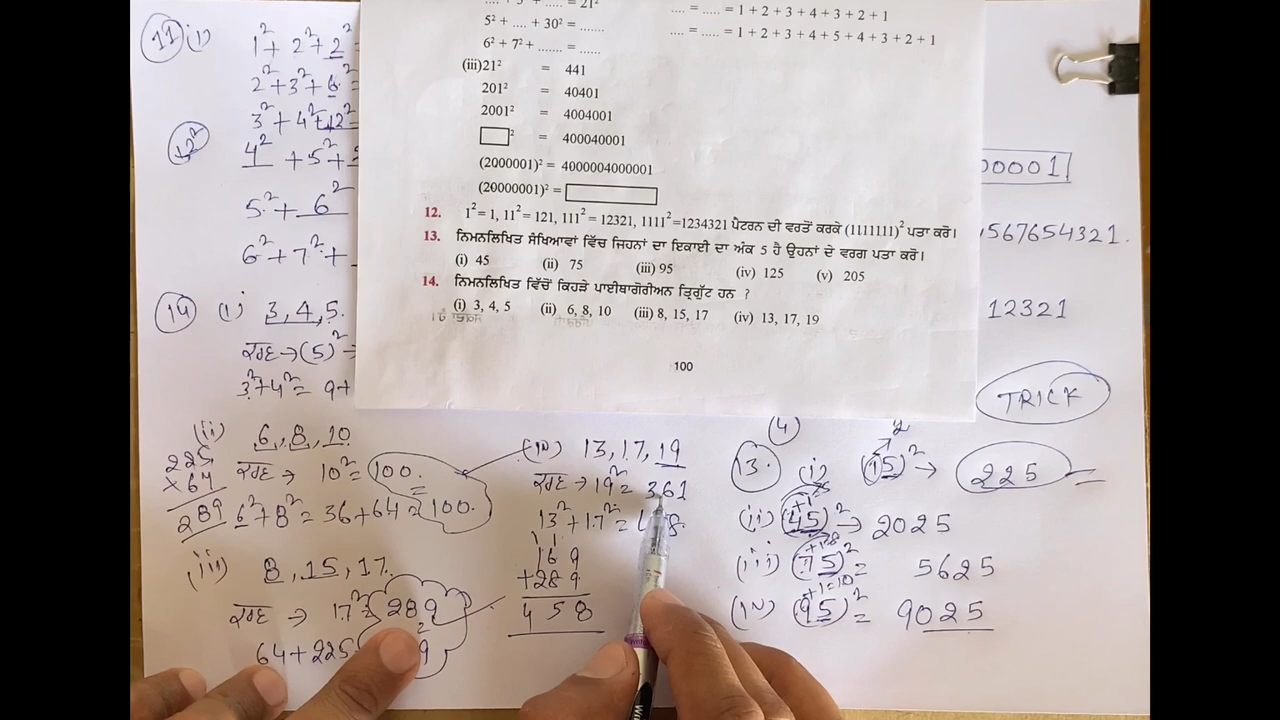 = 21²
.... = ..... = 1 + 2 + 3 + 4 + 3 + 2 + 1
5² + .... + 30² = .......
.... = ..... = 1 + 2 + 3 + 4 + 5 + 4 + 3 + 2 + 1
6² + 7² + ....... = ......
(iii) 21² = 441
201² = 40401
2001² = 4004001
² = 400040001
(2000001)² = 4000004000001
(20000001)² =
12. 1² = 1, 11² = 121, 111² = 12321, 1111² =1234321 ਪੈਟਰਨ ਦੀ ਵਰਤੋਂ ਕਰਕੇ (1111111)² ਪਤਾ ਕਰੋ।
13. ਨਿਮਨਲਿਖਿਤ ਸੰਖਿਆਵਾਂ ਵਿੱਚ ਜਿਹਨਾਂ ਦਾ ਇਕਾਈ ਦਾ ਅੰਕ 5 ਹੈ ਉਹਨਾਂ ਦੇ ਵਰਗ ਪਤਾ ਕਰੋ।
(i) 45 (ii) 75 (iii) 95 (iv) 125 (v) 205
14. ਨਿਮਨਲਿਖਿਤ ਵਿੱਚੋਂ ਕਿਹੜੇ ਪਾਈਥਾਗੋਰੀਅਨ ਤ੍ਰਿਗੁੱਟ ਹਨ ?
(i) 3, 4, 5 (ii) 6, 8, 10 (iii) 8, 15, 17 (iv) 13, 17, 19
100
11 (i) 1² + 2² + 2²
2² + 3² + 6² =
3² + 4² + 12²
4² + 5² +
5² + 6²
6² + 7² +
14 (i) 3, 4, 5
ਵਰਗ → (5)²
3² + 4² = 9 +
(ii) 6, 8, 10
ਵਰਗ → 10² = 100
6² + 8² = 36 + 64 = 100
225
×64
289
(iii) 8, 15, 17
ਵਰਗ → 17² = 289
64 + 225
(iv) 13, 17, 19
ਵਰਗ → 19² = 361
13² + 17² =
169
+289
458
00001
567654321.
12321
TRICK
(4)
13. (i) (15)² → 225
(ii) (45)² → 2025
(iii) (75)² = 5625
(iv) (95)² = 9025